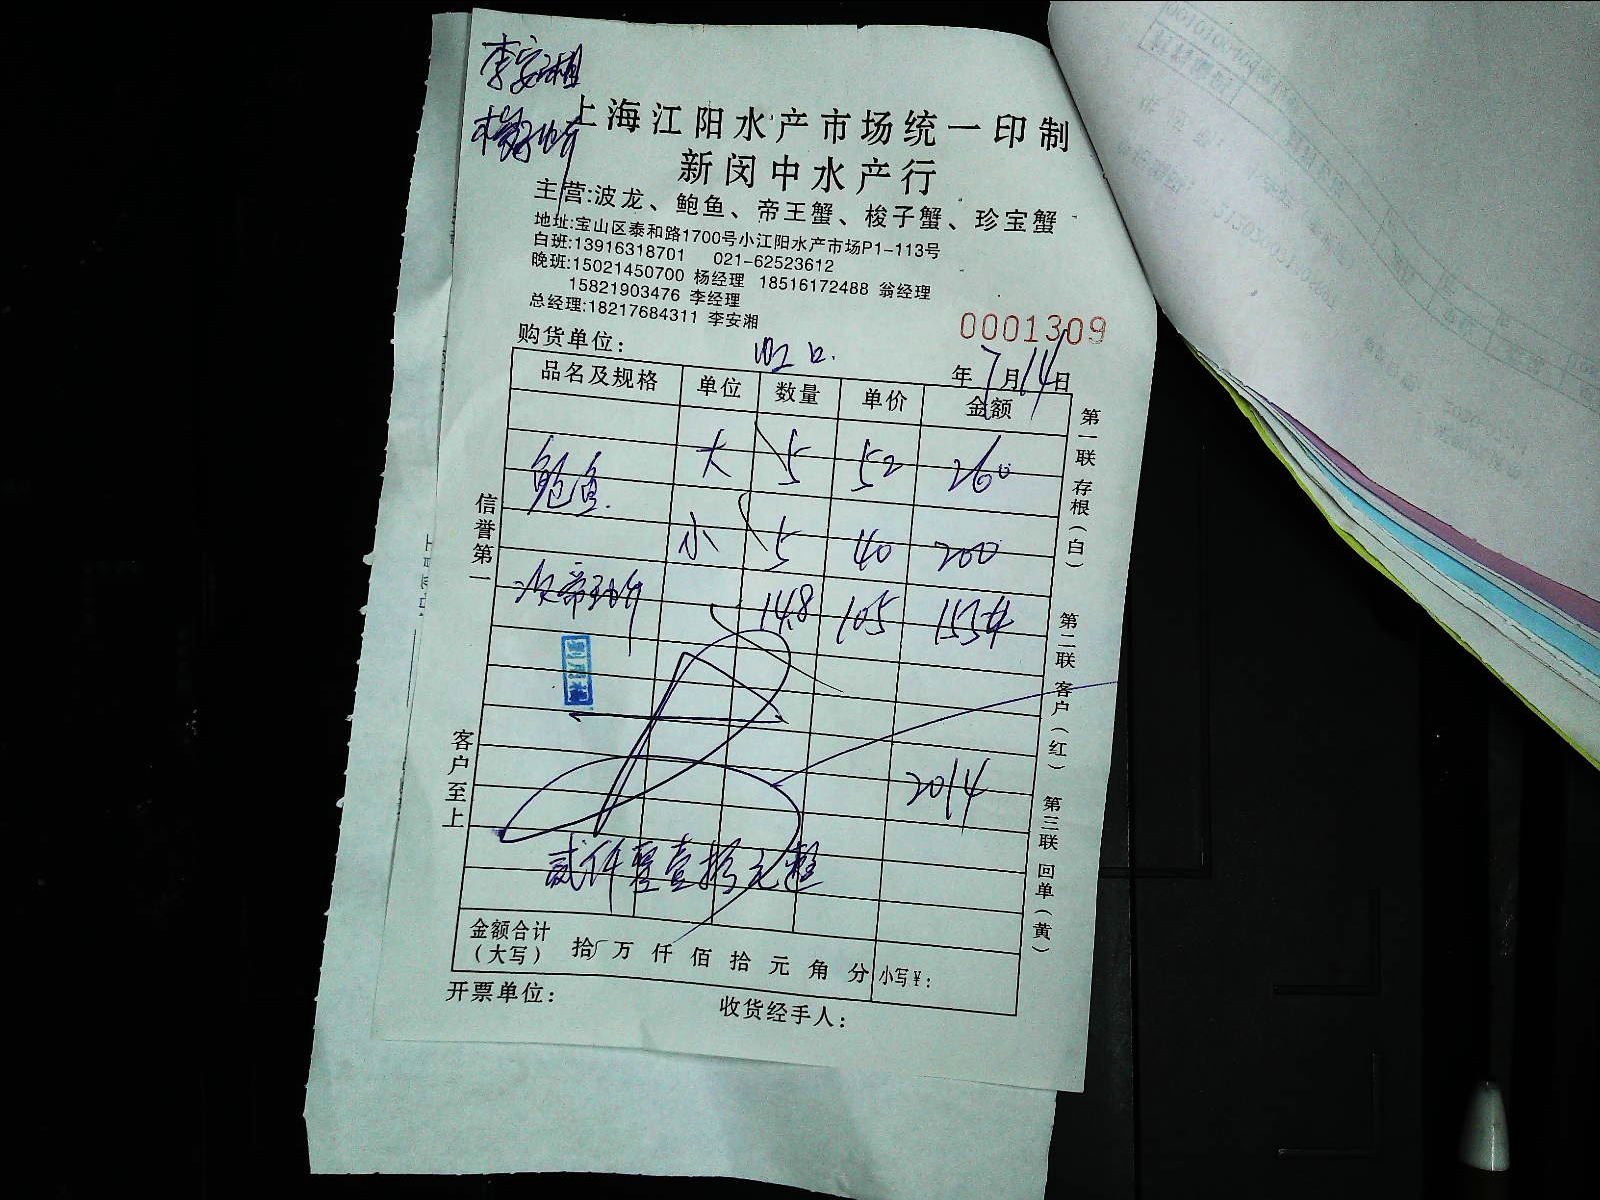 李安湘
上海江阳水产市场统一印制
新闵中水产行
主营:波龙、鲍鱼、帝王蟹、梭子蟹、珍宝蟹
地址:宝山区泰和路1700号小江阳水产市场P1-113号
白班:13916318701 021-62523612
晚班:15021450700 杨经理 18516172488 翁经理
15821903476 李经理
总经理:18217684311 李安湘
0001309
购货单位: 虹口. 年7月14日
品名及规格 单位 数量 单价 金额
大 5 52 260
鲍鱼.
小 5 40 200
14.8 105 1554
2014
贰仟零壹拾元整
金额合计(大写) 拾 万 仟 佰 拾 元 角 分 小写¥:
开票单位: 收货经手人:
信誉第一
客户至上
第一联 存根(白)
第二联 客户(红)
第三联 回单(黄)